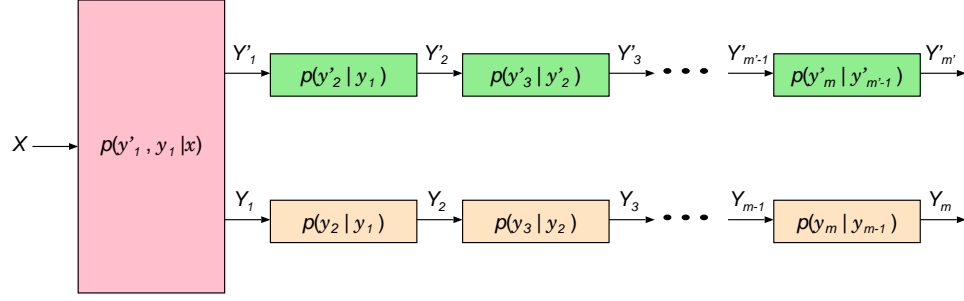 Y'₁ Y'₂ Y'₃ Y'ₘ'₋₁ Y'ₘ'
p(y'₂ | y₁) p(y'₃ | y'₂) • • • p(y'ₘ | y'ₘ'₋₁)
X p(y'₁ , y₁ |x)
Y₁ Y₂ Y₃ Yₘ₋₁ Yₘ
p(y₂ | y₁) p(y₃ | y₂) • • • p(yₘ | yₘ₋₁)